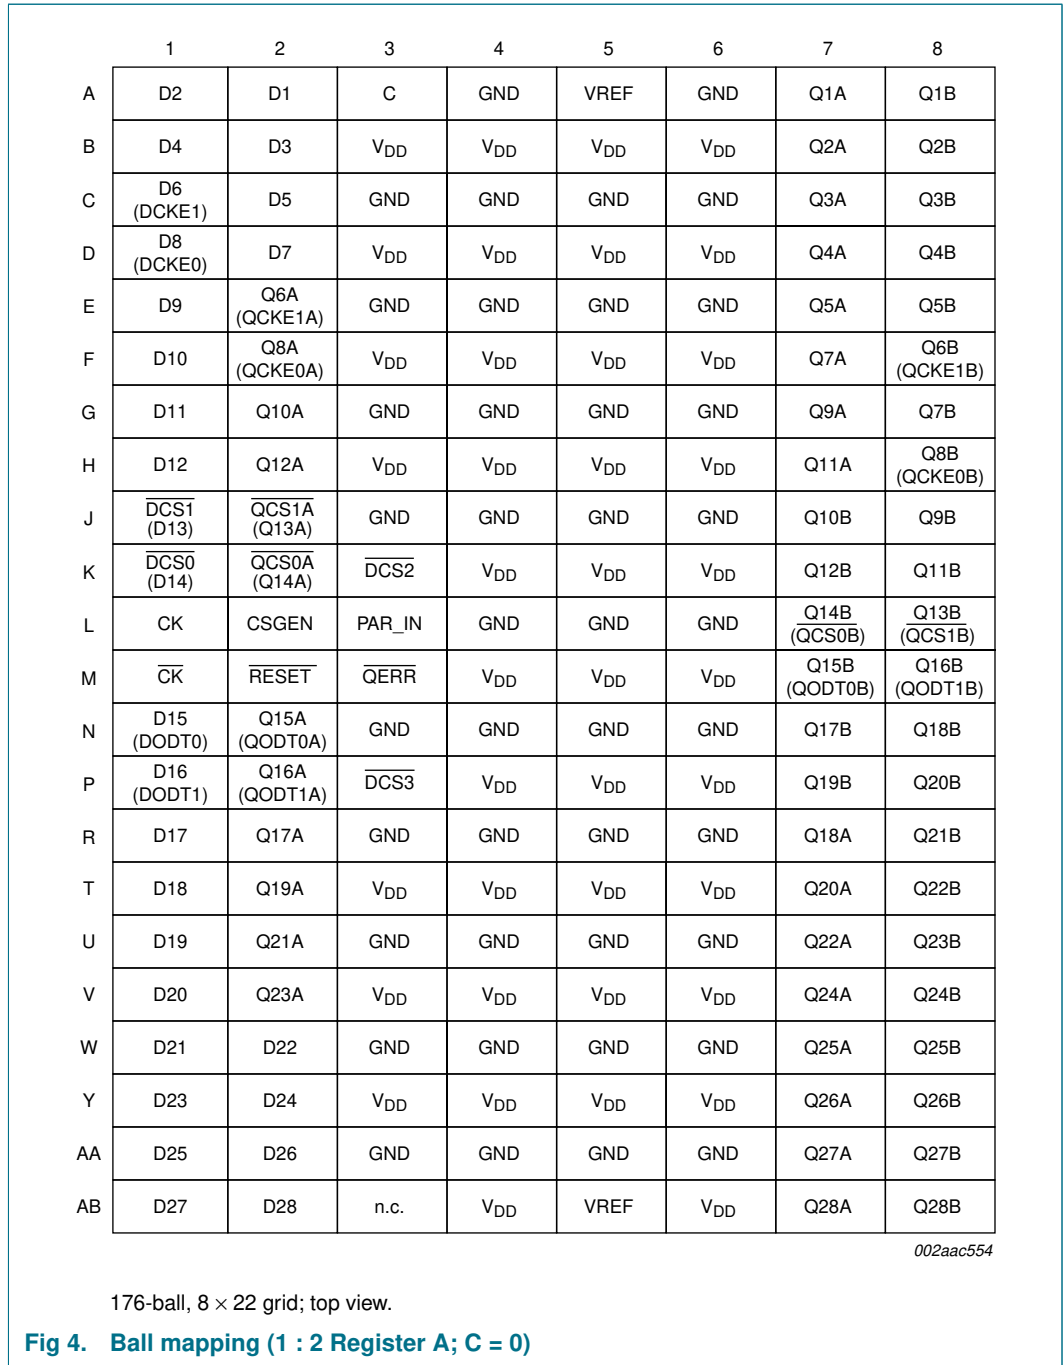 1 2 3 4 5 6 7 8
A D2 D1 C GND VREF GND Q1A Q1B
B D4 D3 VDD VDD VDD VDD Q2A Q2B
C D6 (DCKE1) D5 GND GND GND GND Q3A Q3B
D D8 (DCKE0) D7 VDD VDD VDD VDD Q4A Q4B
E D9 Q6A (QCKE1A) GND GND GND GND Q5A Q5B
F D10 Q8A (QCKE0A) VDD VDD VDD VDD Q7A Q6B (QCKE1B)
G D11 Q10A GND GND GND GND Q9A Q7B
H D12 Q12A VDD VDD VDD VDD Q11A Q8B (QCKE0B)
J DCS1 (D13) QCS1A (Q13A) GND GND GND GND Q10B Q9B
K DCS0 (D14) QCS0A (Q14A) DCS2 VDD VDD VDD Q12B Q11B
L CK CSGEN PAR_IN GND GND GND Q14B (QCS0B) Q13B (QCS1B)
M CK RESET QERR VDD VDD VDD Q15B (QODT0B) Q16B (QODT1B)
N D15 (DODT0) Q15A (QODT0A) GND GND GND GND Q17B Q18B
P D16 (DODT1) Q16A (QODT1A) DCS3 VDD VDD VDD Q19B Q20B
R D17 Q17A GND GND GND GND Q18A Q21B
T D18 Q19A VDD VDD VDD VDD Q20A Q22B
U D19 Q21A GND GND GND GND Q22A Q23B
V D20 Q23A VDD VDD VDD VDD Q24A Q24B
W D21 D22 GND GND GND GND Q25A Q25B
Y D23 D24 VDD VDD VDD VDD Q26A Q26B
AA D25 D26 GND GND GND GND Q27A Q27B
AB D27 D28 n.c. VDD VREF VDD Q28A Q28B
002aac554
176-ball, 8 × 22 grid; top view.
Fig 4. Ball mapping (1 : 2 Register A; C = 0)